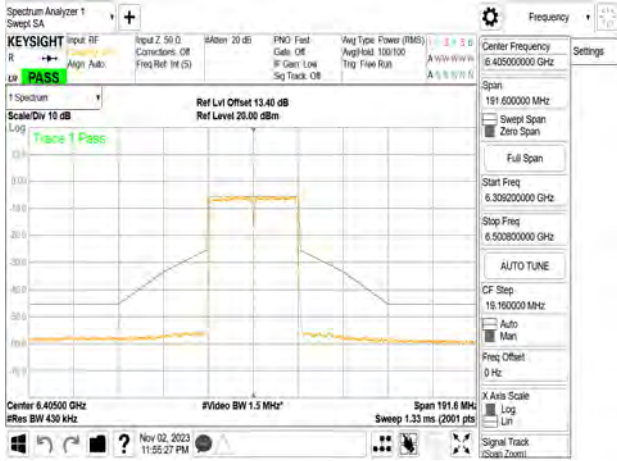 Spectrum Analyzer 1
Swept SA
Frequency
Settings
KEYSIGHT
Input: RF
Align: Auto
Input Z: 50 Ω
Corrections: Off
Freq Ref: Int (S)
#Atten: 20 dB
PNO: Fast
Gate: Off
IF Gain: Low
Sig Track: Off
Avg Type: Power (RMS)
Avg|Hold: 100/100
Trig: Free Run
PASS
1 Spectrum
Scale/Div 10 dB
Ref Lvl Offset 13.40 dB
Ref Level 20.00 dBm
Log
Trace 1 Pass
Center 6.40500 GHz
#Res BW 430 kHz
#Video BW 1.5 MHz*
Span 191.6 MHz
Sweep 1.33 ms (2001 pts)
Nov 02, 2023
11:55:27 PM
Center Frequency
6.405000000 GHz
Span
191.600000 MHz
Swept Span
Zero Span
Full Span
Start Freq
6.309200000 GHz
Stop Freq
6.500800000 GHz
AUTO TUNE
CF Step
19.160000 MHz
Auto
Man
Freq Offset
0 Hz
X Axis Scale
Log
Lin
Signal Track
(Span Zoom)